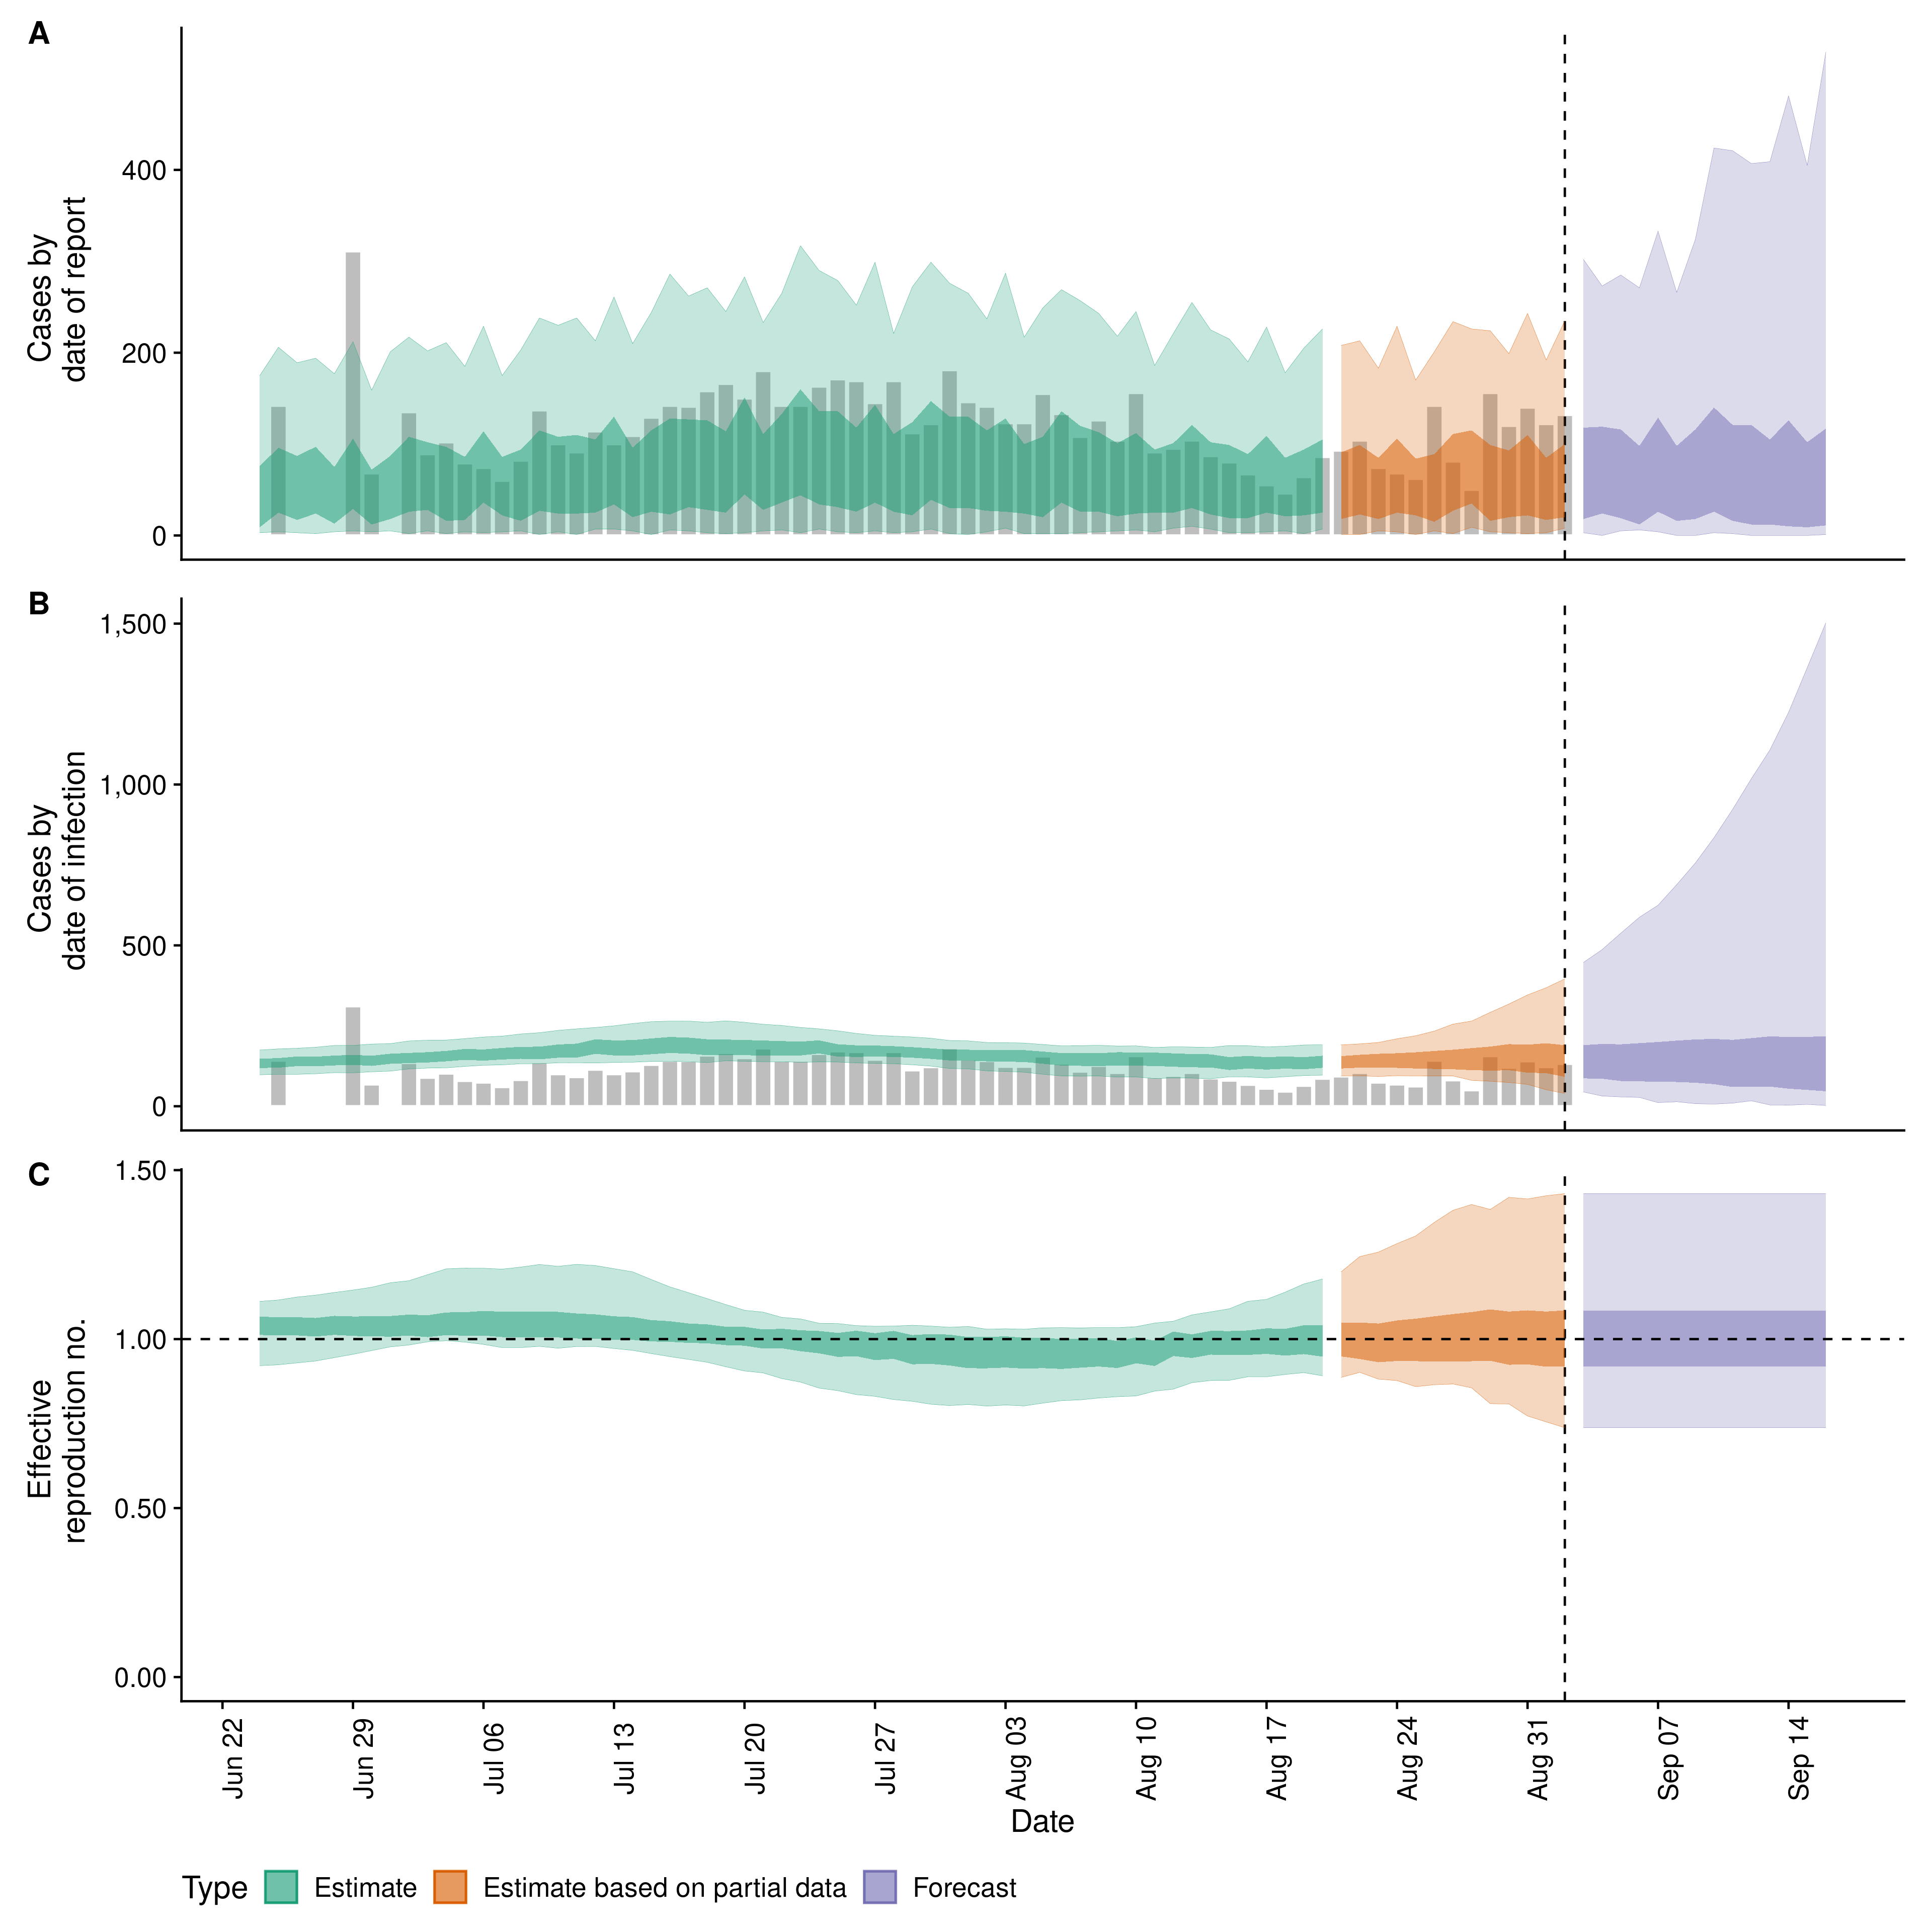 A
Cases by
date of report
400
200
0
B
Cases by
date of infection
1,500
1,000
500
0
C
Effective
reproduction no.
1.50
1.00
0.50
0.00
Jun 22
Jun 29
Jul 06
Jul 13
Jul 20
Jul 27
Aug 03
Aug 10
Aug 17
Aug 24
Aug 31
Sep 07
Sep 14
Date
Type Estimate Estimate based on partial data Forecast